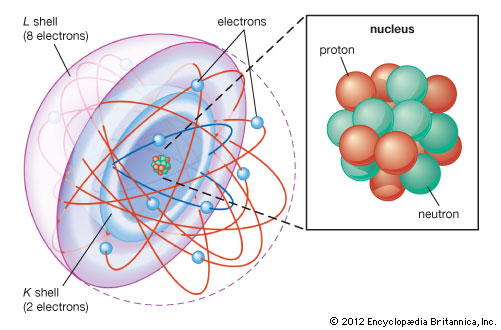 L shell
(8 electrons)
electrons
nucleus
proton
neutron
K shell
(2 electrons)
© 2012 Encyclopædia Britannica, Inc.